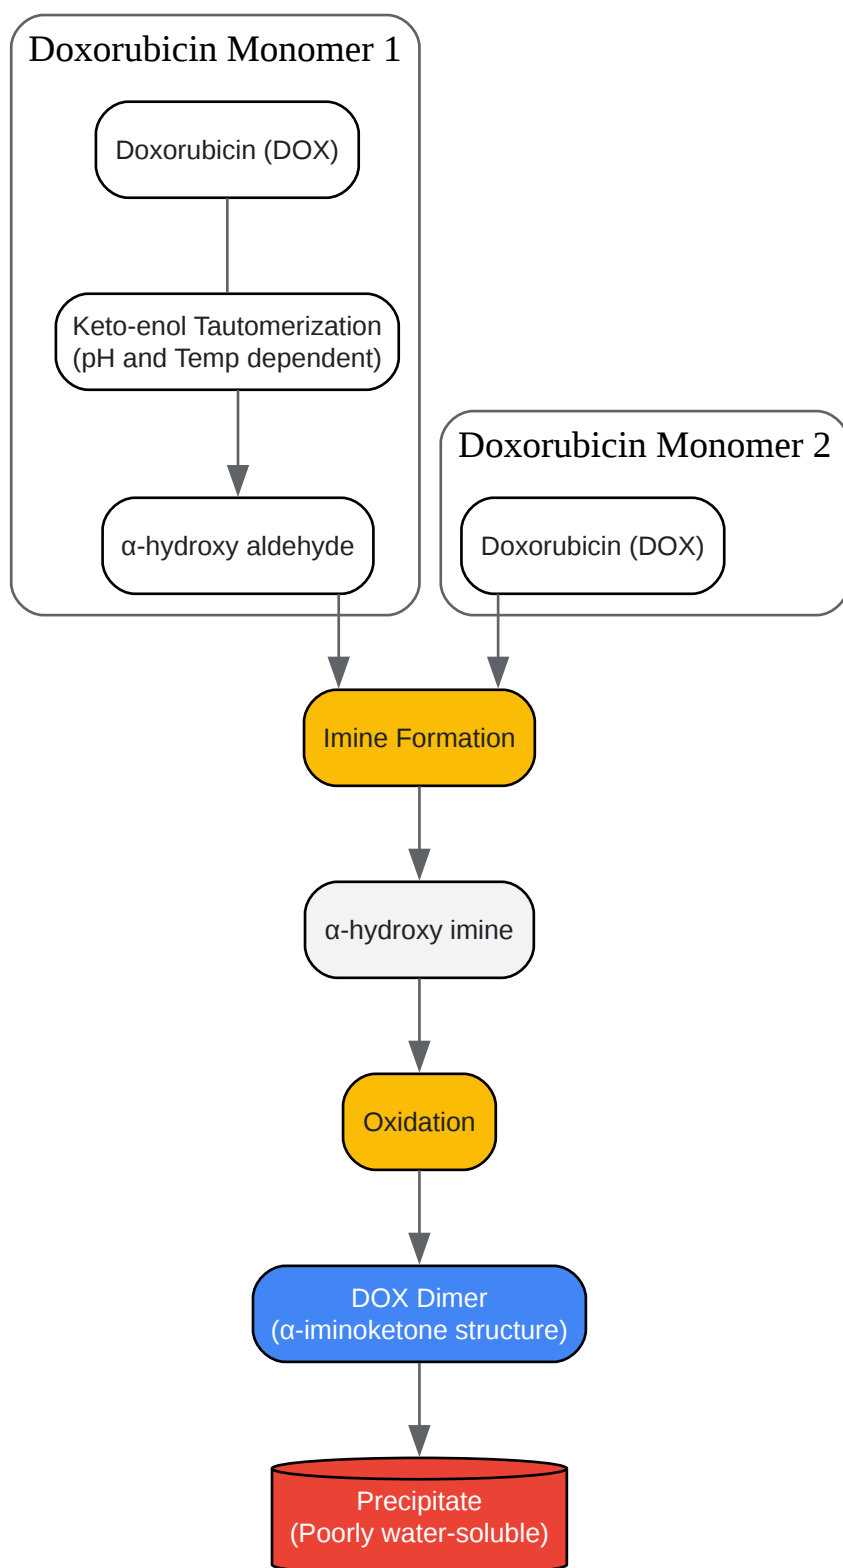 Doxorubicin Monomer 1
Doxorubicin (DOX)
Keto-enol Tautomerization
(pH and Temp dependent)
α-hydroxy aldehyde
Doxorubicin Monomer 2
Doxorubicin (DOX)
Imine Formation
α-hydroxy imine
Oxidation
DOX Dimer
(α-iminoketone structure)
Precipitate
(Poorly water-soluble)